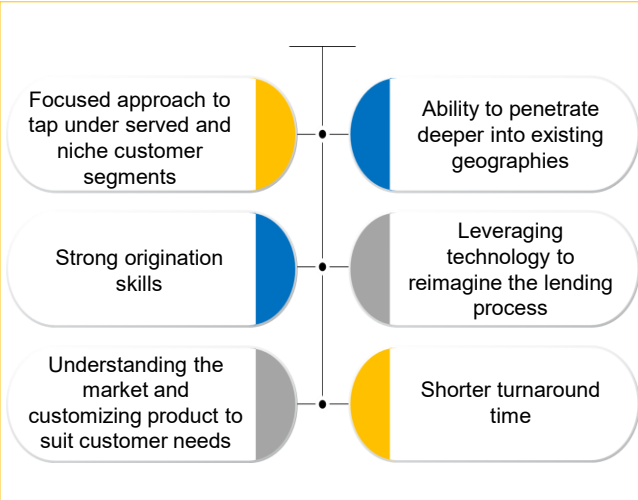 Focused approach to
tap under served and
niche customer
segments
Ability to penetrate
deeper into existing
geographies
Strong origination
skills
Leveraging
technology to
reimagine the lending
process
Understanding the
market and
customizing product to
suit customer needs
Shorter turnaround
time